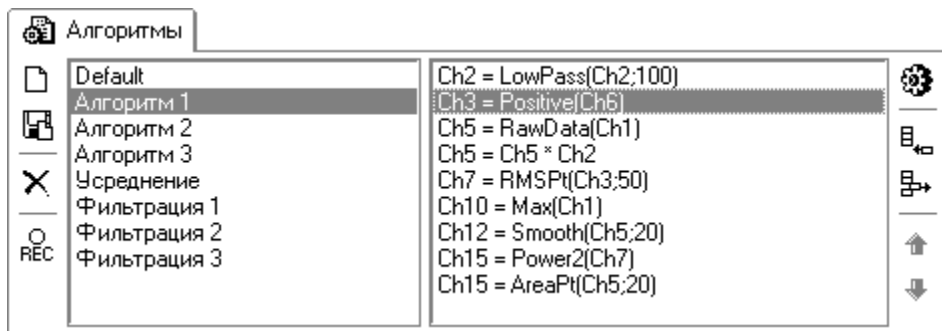 Алгоритмы
Default
Алгоритм 1
Алгоритм 2
Алгоритм 3
Усреднение
Фильтрация 1
Фильтрация 2
Фильтрация 3
REC
Ch2 = LowPass(Ch2;100)
Ch3 = Positive(Ch6)
Ch5 = RawData(Ch1)
Ch5 = Ch5 * Ch2
Ch7 = RMSPt(Ch3;50)
Ch10 = Max(Ch1)
Ch12 = Smooth(Ch5;20)
Ch15 = Power2(Ch7)
Ch15 = AreaPt(Ch5;20)